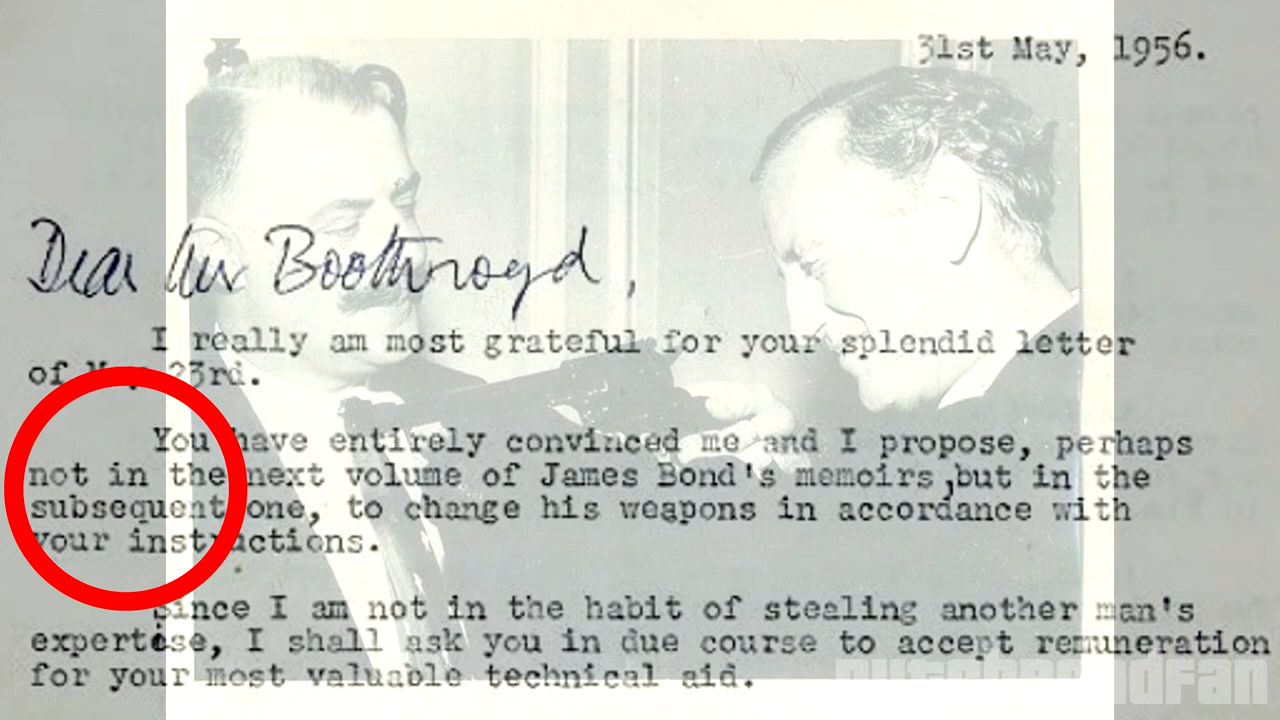 31st May, 1956.
Dear Mr Boothroyd,
I really am most grateful for your splendid letter
of May 23rd.
You have entirely convinced me and I propose, perhaps
not in the next volume of James Bond's memoirs,but in the
subsequent one, to change his weapons in accordance with
your instructions.
Since I am not in the habit of stealing another man's
expertise, I shall ask you in due course to accept remuneration
for your most valuable technical aid.